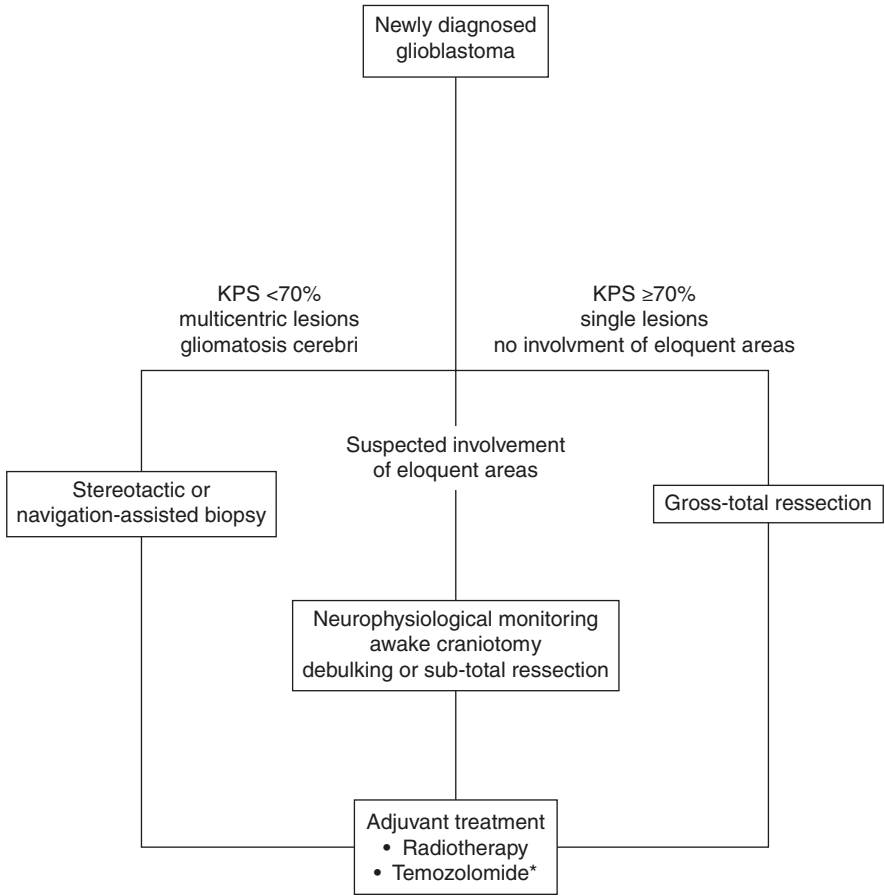 Newly diagnosed
glioblastoma
KPS <70%
multicentric lesions
gliomatosis cerebri
KPS ≥70%
single lesions
no involvment of eloquent areas
Suspected involvement
of eloquent areas
Stereotactic or
navigation-assisted biopsy
Gross-total ressection
Neurophysiological monitoring
awake craniotomy
debulking or sub-total ressection
Adjuvant treatment
• Radiotherapy
• Temozolomide*